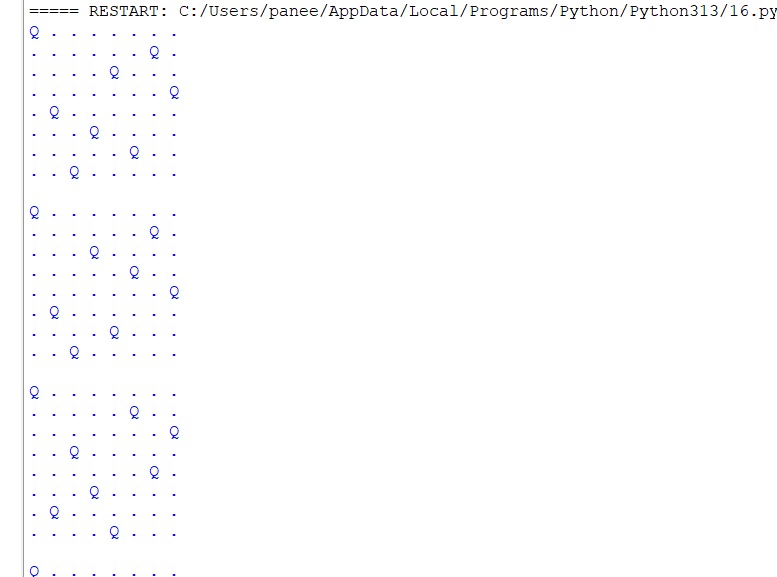 ===== RESTART: C:/Users/panee/AppData/Local/Programs/Python/Python313/16.py
Q . . . . . . .
. . . . . . Q .
. . . . Q . . .
. . . . . . . Q
. Q . . . . . .
. . . Q . . . .
. . . . . Q . .
. . Q . . . . .

Q . . . . . . .
. . . . . . Q .
. . . Q . . . .
. . . . . Q . .
. . . . . . . Q
. Q . . . . . .
. . . . Q . . .
. . Q . . . . .

Q . . . . . . .
. . . . . Q . .
. . . . . . . Q
. . Q . . . . .
. . . . . . Q .
. . . Q . . . .
. Q . . . . . .
. . . . Q . . .

Q . . . . . . .